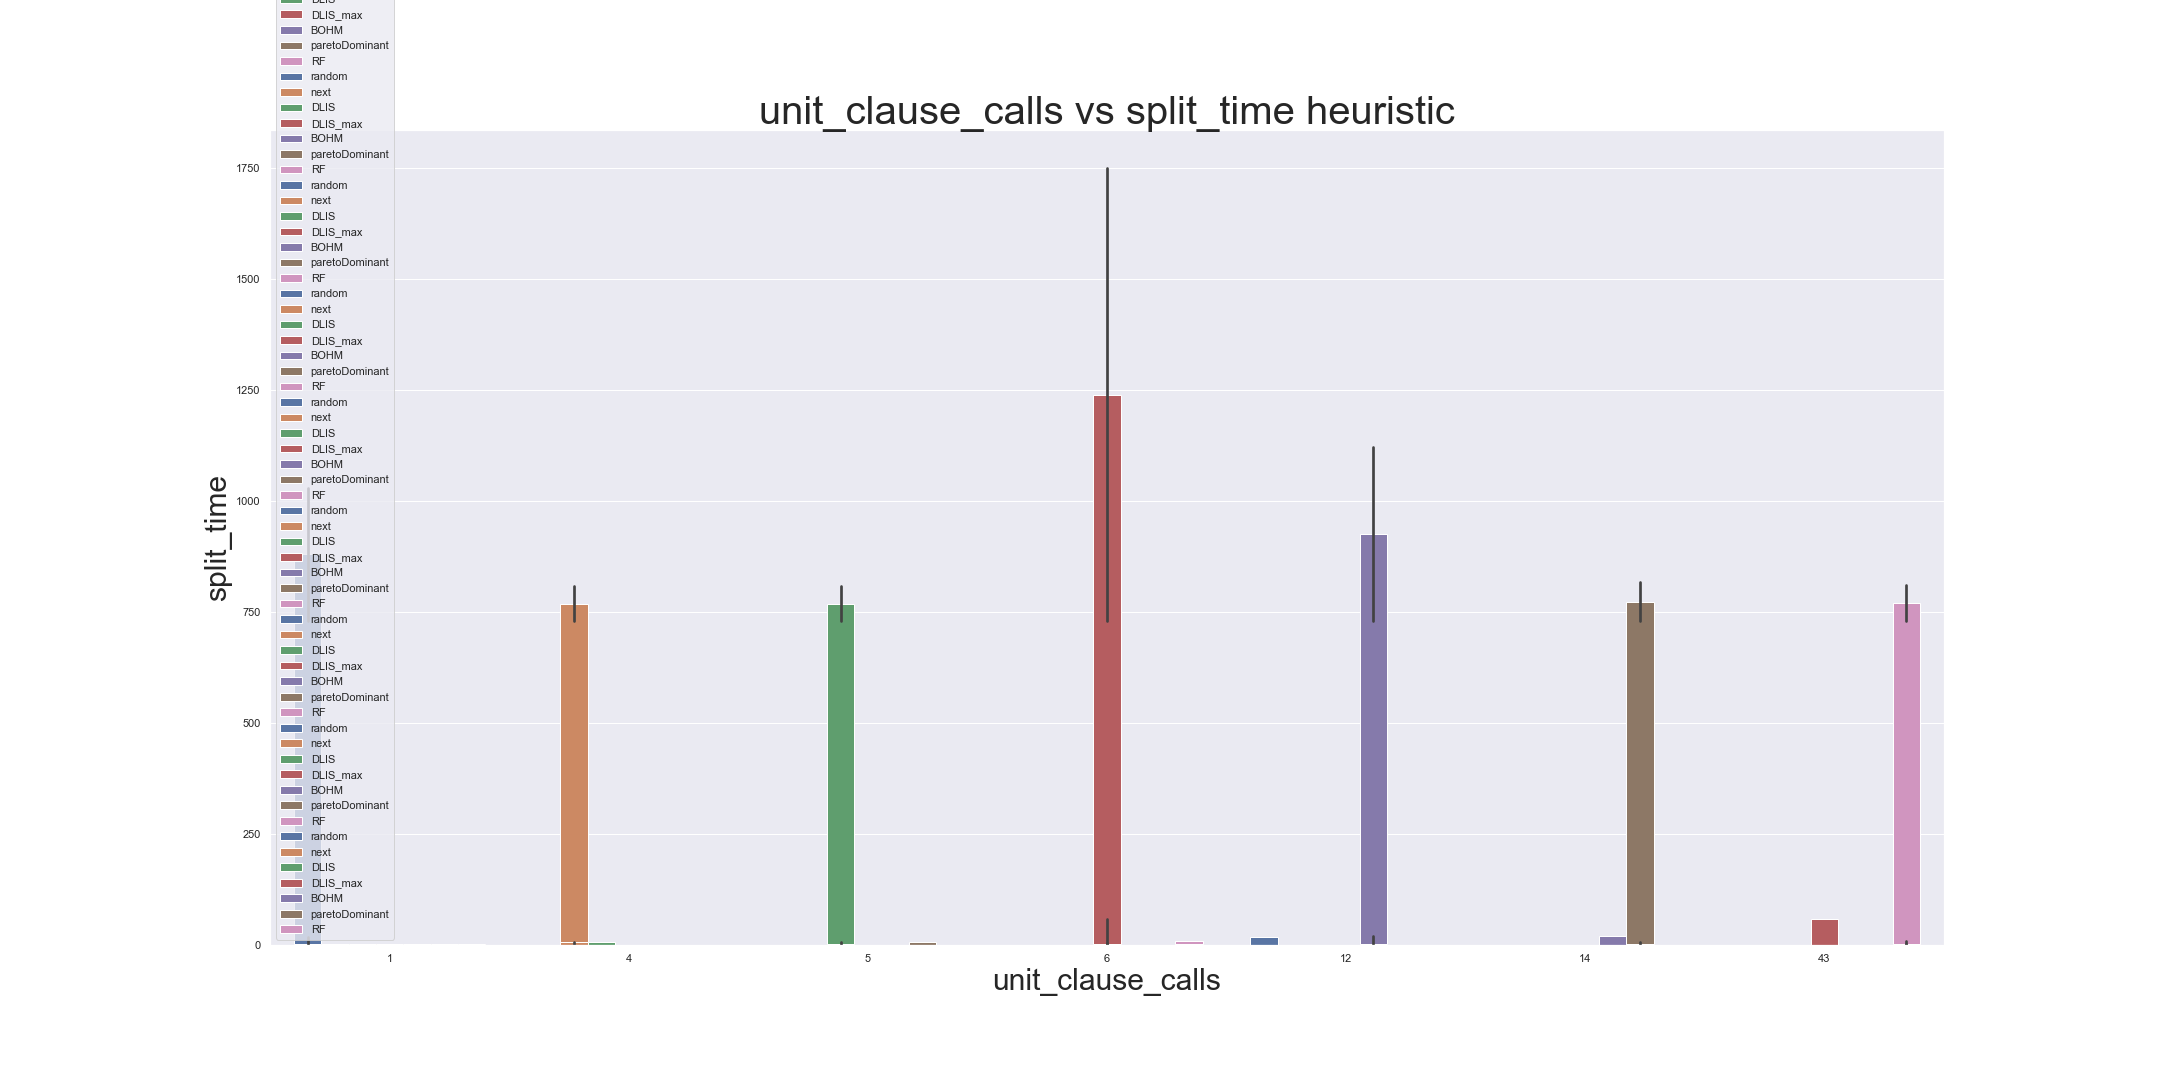 DLIS
DLIS_max
BOHM
paretoDominant
RF
random
next
DLIS
DLIS_max
BOHM
paretoDominant
RF
random
next
DLIS
DLIS_max
BOHM
paretoDominant
RF
random
next
DLIS
DLIS_max
BOHM
paretoDominant
RF
random
next
DLIS
DLIS_max
BOHM
paretoDominant
RF
random
next
DLIS
DLIS_max
BOHM
paretoDominant
RF
random
next
DLIS
DLIS_max
BOHM
paretoDominant
RF
random
next
DLIS
DLIS_max
BOHM
paretoDominant
RF
random
next
DLIS
DLIS_max
BOHM
paretoDominant
RF
unit_clause_calls vs split_time heuristic
1750
1500
1250
1000
750
500
250
0
split_time
1 4 5 6 12 14 43
unit_clause_calls